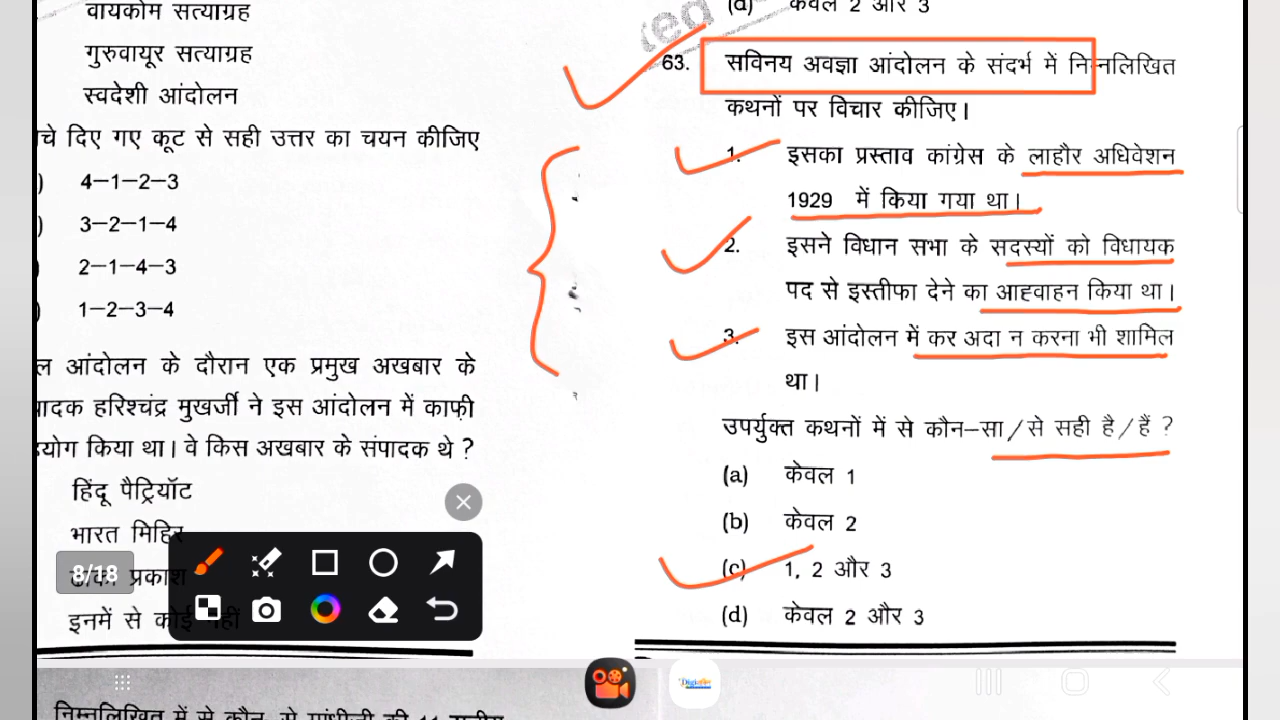 वायकोम सत्याग्रह
गुरुवायूर सत्याग्रह
स्वदेशी आंदोलन
चे दिए गए कूट से सही उत्तर का चयन कीजिए
) 4–1–2–3
) 3–2–1–4
) 2–1–4–3
) 1–2–3–4
ल आंदोलन के दौरान एक प्रमुख अखबार के
पादक हरिश्चंद्र मुखर्जी ने इस आंदोलन में काफी
योग किया था। वे किस अखबार के संपादक थे ?
हिंदू पैट्रियॉट
भारत मिहिर
प्रकाश
इनमें से कोई नहीं
8/18
(d) केवल 2 और 3
63. सविनय अवज्ञा आंदोलन के संदर्भ में निम्नलिखित
कथनों पर विचार कीजिए।
1. इसका प्रस्ताव कांग्रेस के लाहौर अधिवेशन
1929 में किया गया था।
2. इसने विधान सभा के सदस्यों को विधायक
पद से इस्तीफा देने का आह्वाहन किया था।
3. इस आंदोलन में कर अदा न करना भी शामिल
था।
उपर्युक्त कथनों में से कौन–सा/से सही है/हैं ?
(a) केवल 1
(b) केवल 2
(c) 1, 2 और 3
(d) केवल 2 और 3
निम्नलिखित में से कौन